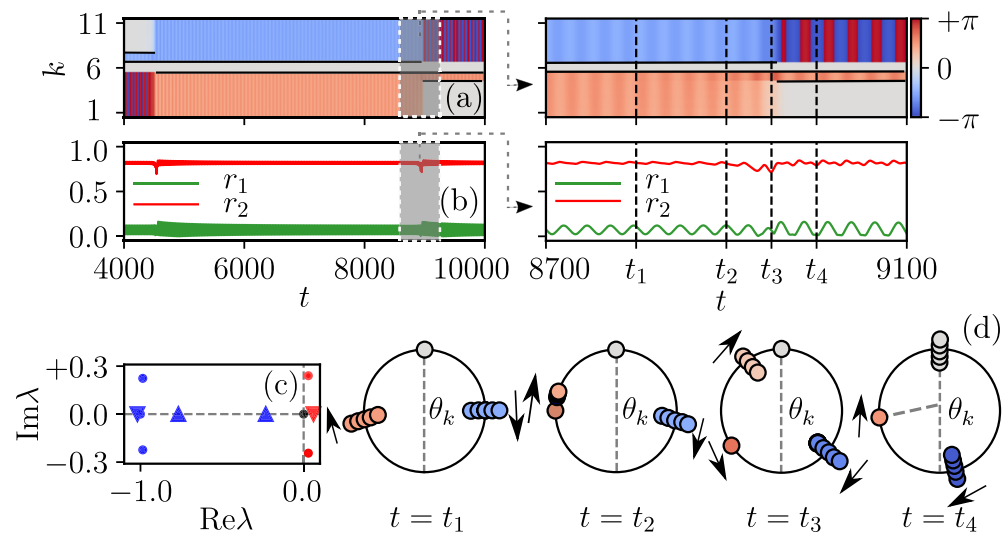 11
6
1
k
(a)
+π
0
−π
1.0
0.5
0.0
r1
r2
(b)
r1
r2
4000
6000
8000
10000
t
8700
t1
t2
t3
t4
9100
t
+0.3
0.0
−0.3
Imλ
(c)
−1.0
0.0
Reλ
(d)
θk
θk
θk
θk
t = t1
t = t2
t = t3
t = t4